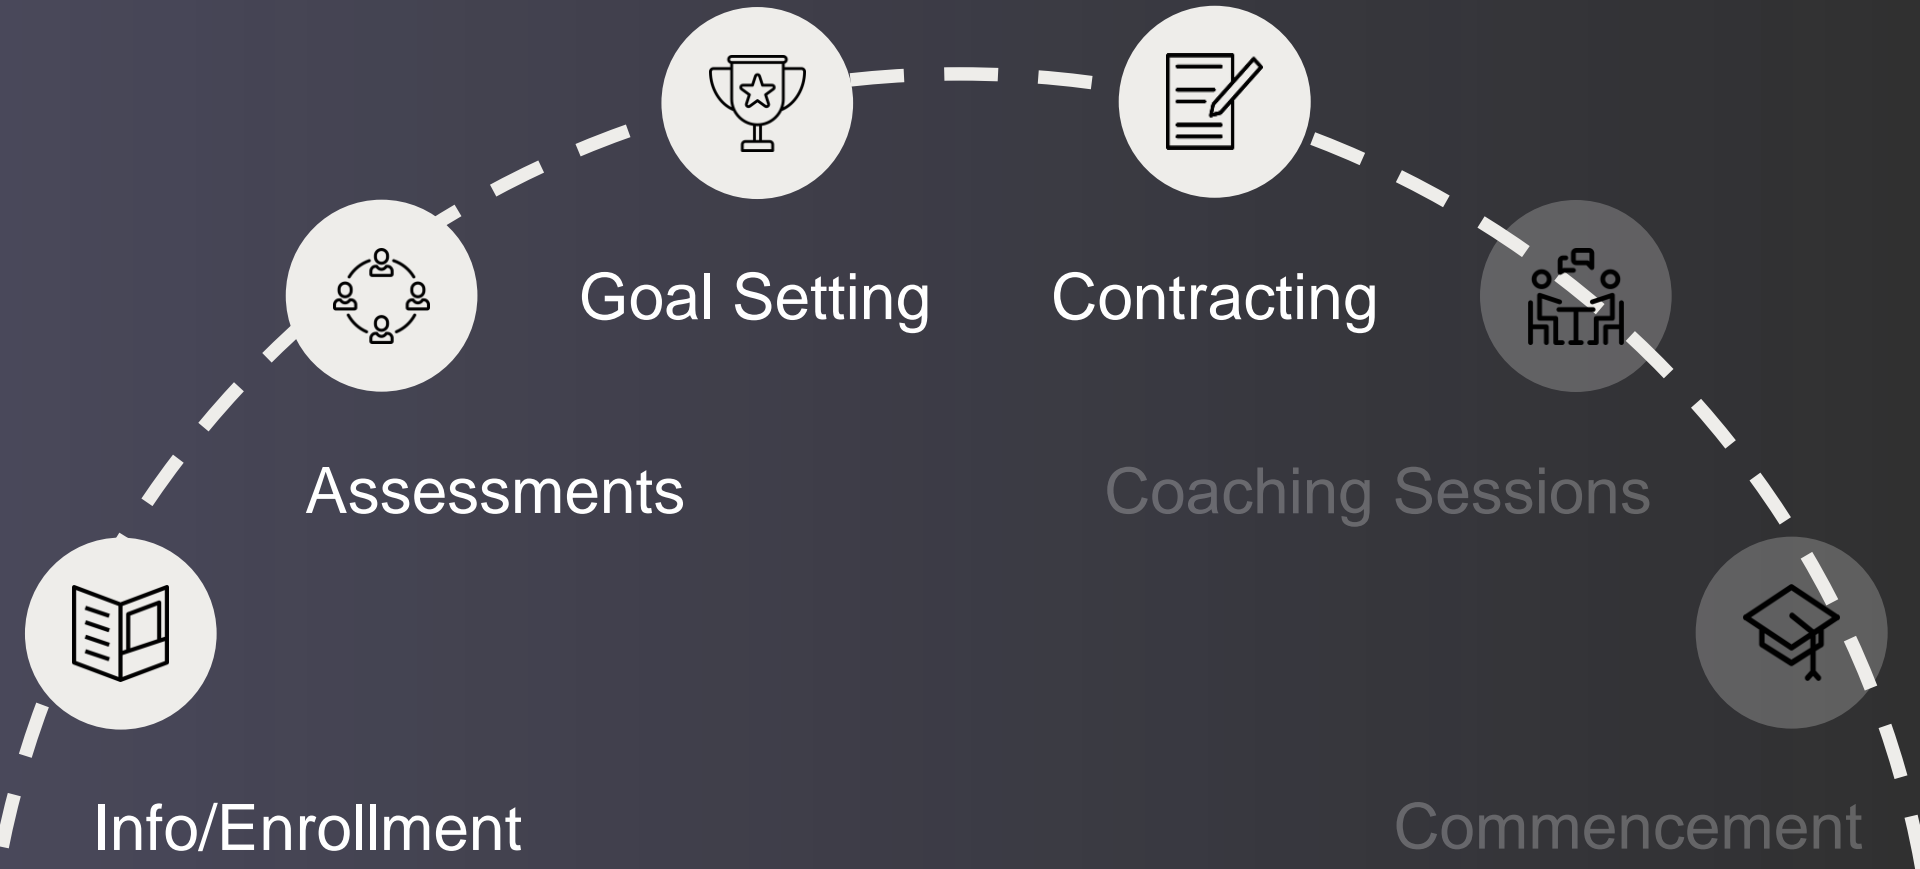 Info/Enrollment
Assessments
Goal Setting
Contracting
Coaching Sessions
Commencement